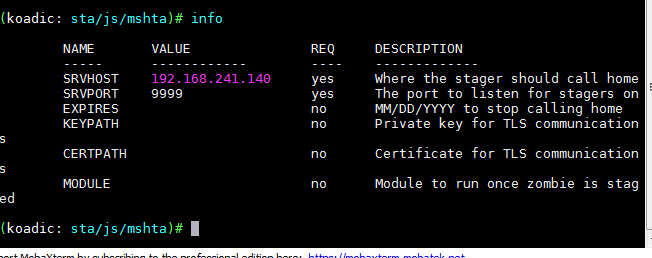 (koadic: sta/js/mshta)# info
NAME VALUE REQ DESCRIPTION
----- ------------ ---- -------------
SRVHOST 192.168.241.140 yes Where the stager should call home
SRVPORT 9999 yes The port to listen for stagers on
EXPIRES no MM/DD/YYYY to stop calling home
KEYPATH no Private key for TLS communication
s
CERTPATH no Certificate for TLS communication
s
MODULE no Module to run once zombie is stag
ed
(koadic: sta/js/mshta)#
port MobaXterm by subscribing to the professional edition here: https://mobaxterm.mobatek.net